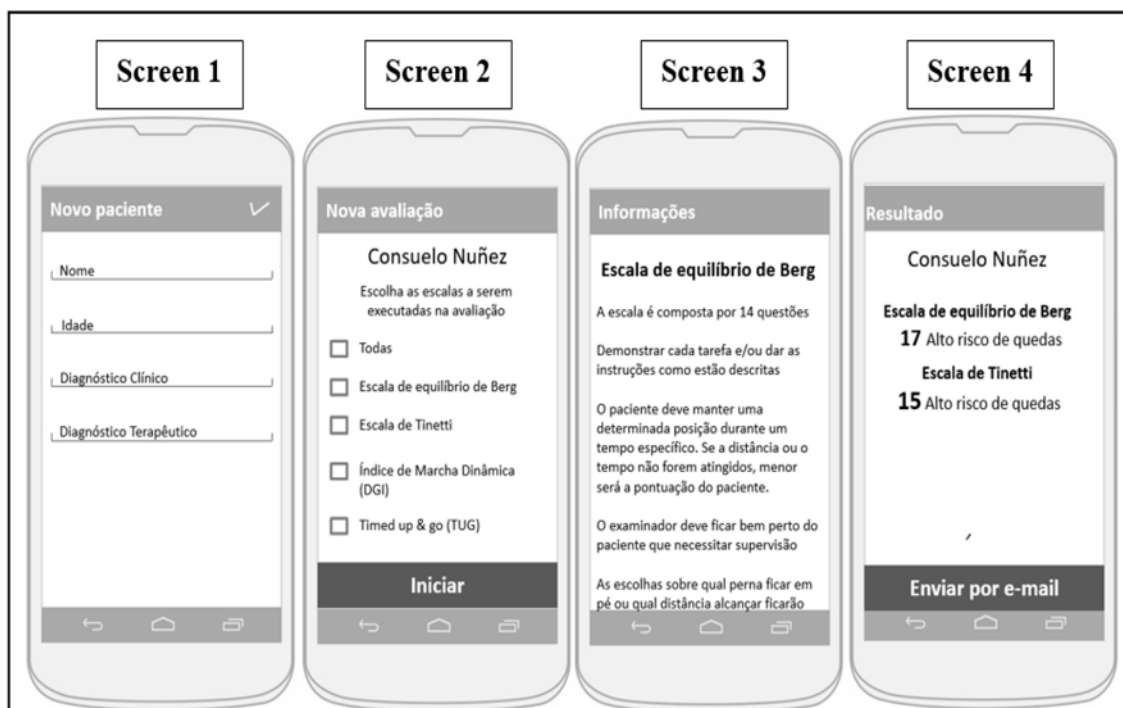 Screen 1
Novo paciente
Nome
Idade
Diagnóstico Clínico
Diagnóstico Terapêutico
Screen 2
Nova avaliação
Consuelo Nuñez
Escolha as escalas a serem
executadas na avaliação
Todas
Escala de equilíbrio de Berg
Escala de Tinetti
Índice de Marcha Dinâmica
(DGI)
Timed up & go (TUG)
Iniciar
Screen 3
Informações
Escala de equilíbrio de Berg
A escala é composta por 14 questões
Demonstrar cada tarefa e/ou dar as
instruções como estão descritas
O paciente deve manter uma
determinada posição durante um
tempo específico. Se a distância ou o
tempo não forem atingidos, menor
será a pontuação do paciente.
O examinador deve ficar bem perto do
paciente que necessitar supervisão
As escolhas sobre qual perna ficar em
pé ou qual distância alcançar ficarão
Screen 4
Resultado
Consuelo Nuñez
Escala de equilíbrio de Berg
17 Alto risco de quedas
Escala de Tinetti
15 Alto risco de quedas
Enviar por e-mail